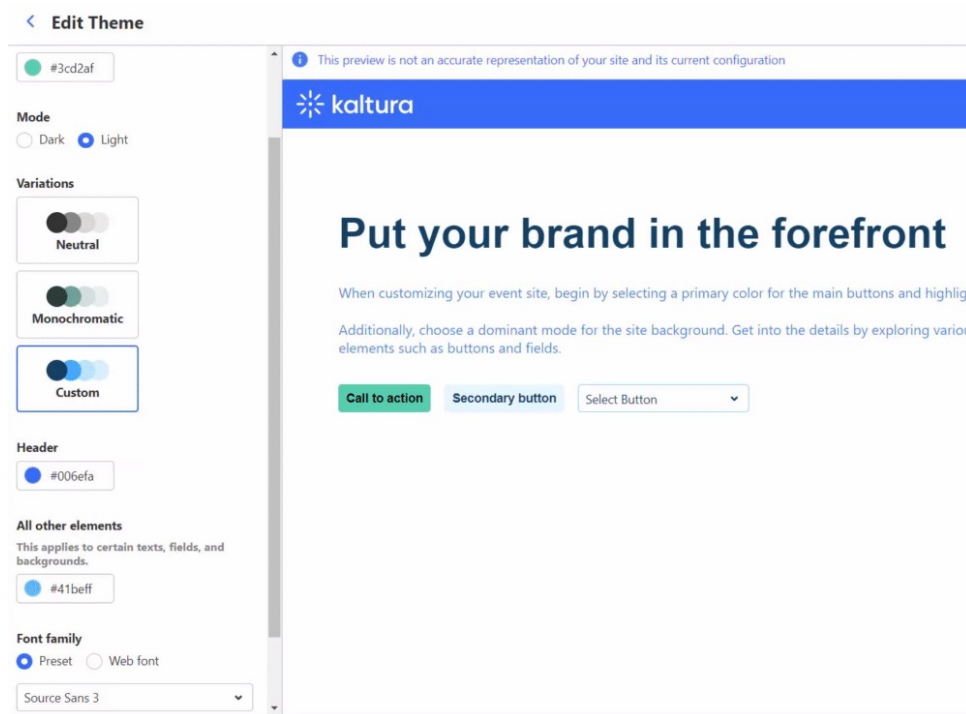 Edit Theme
#3cd2af
Mode
Dark
Light
Variations
Neutral
Monochromatic
Custom
Header
#006efa
All other elements
This applies to certain texts, fields, and
backgrounds.
#41beff
Font family
Preset
Web font
Source Sans 3
This preview is not an accurate representation of your site and its current configuration
kaltura
Put your brand in the forefront
When customizing your event site, begin by selecting a primary color for the main buttons and highlig
Additionally, choose a dominant mode for the site background. Get into the details by exploring variou
elements such as buttons and fields.
Call to action
Secondary button
Select Button